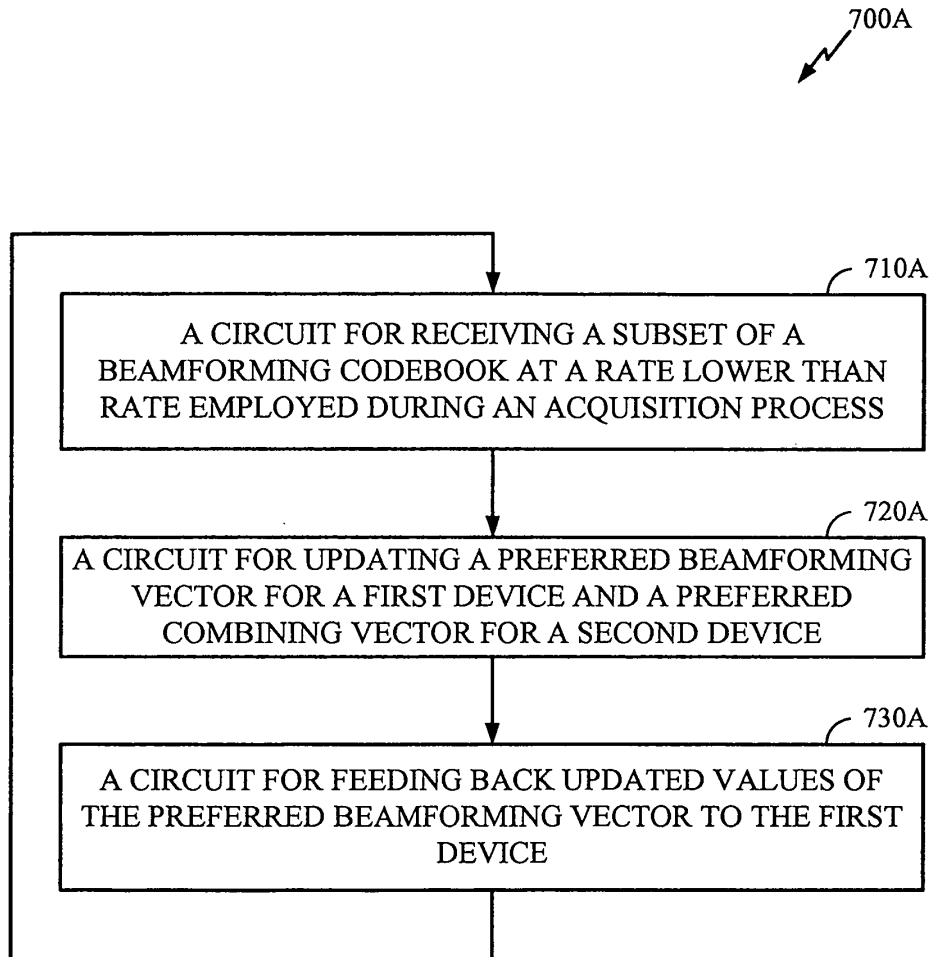 700A
710A
A CIRCUIT FOR RECEIVING A SUBSET OF A
BEAMFORMING CODEBOOK AT A RATE LOWER THAN
RATE EMPLOYED DURING AN ACQUISITION PROCESS
720A
A CIRCUIT FOR UPDATING A PREFERRED BEAMFORMING
VECTOR FOR A FIRST DEVICE AND A PREFERRED
COMBINING VECTOR FOR A SECOND DEVICE
730A
A CIRCUIT FOR FEEDING BACK UPDATED VALUES OF
THE PREFERRED BEAMFORMING VECTOR TO THE FIRST
DEVICE